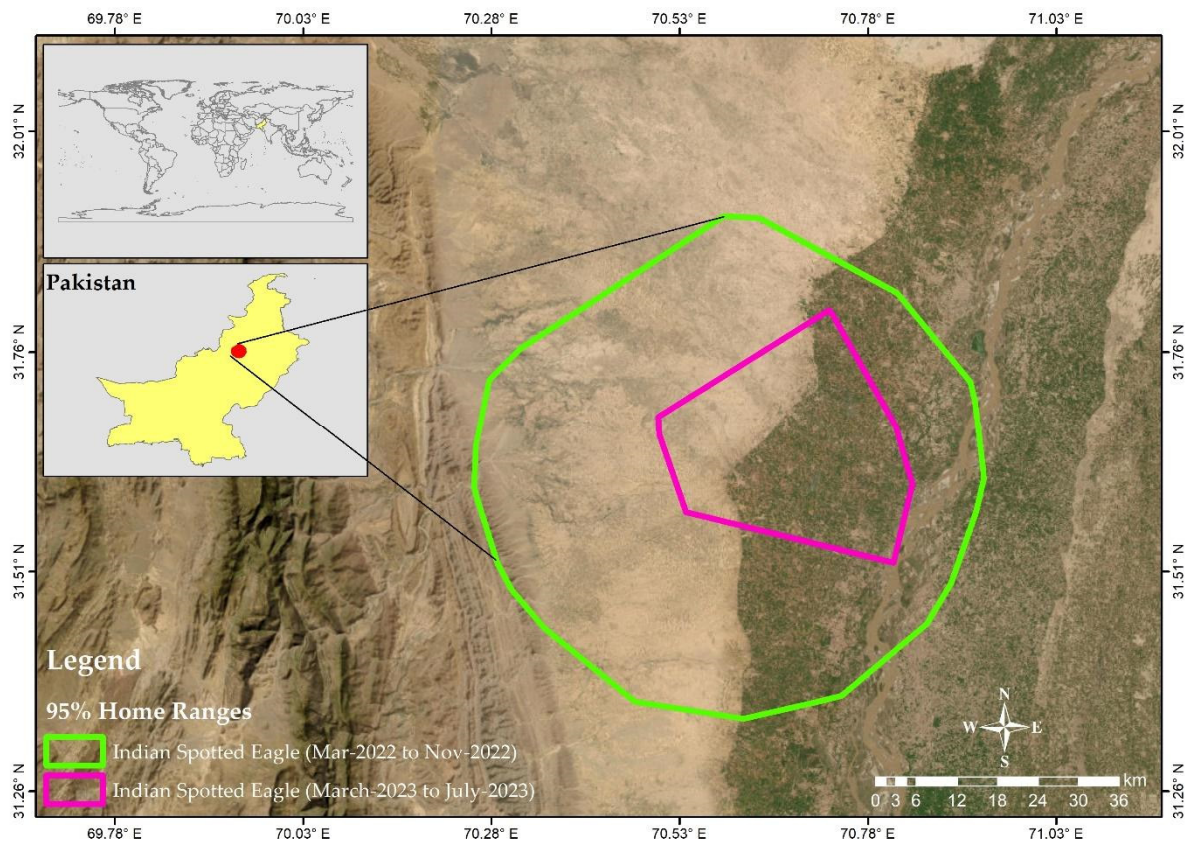 69.78° E 70.03° E 70.28° E 70.53° E 70.78° E 71.03° E
32.01° N 32.01° N
Pakistan
31.76° N 31.76° N
31.51° N 31.51° N
Legend
95% Home Ranges
N
W E
S
Indian Spotted Eagle (Mar-2022 to Nov-2022)
Indian Spotted Eagle (March-2023 to July-2023)
km
0 3 6 12 18 24 30 36
31.26° N 31.26° N
69.78° E 70.03° E 70.28° E 70.53° E 70.78° E 71.03° E